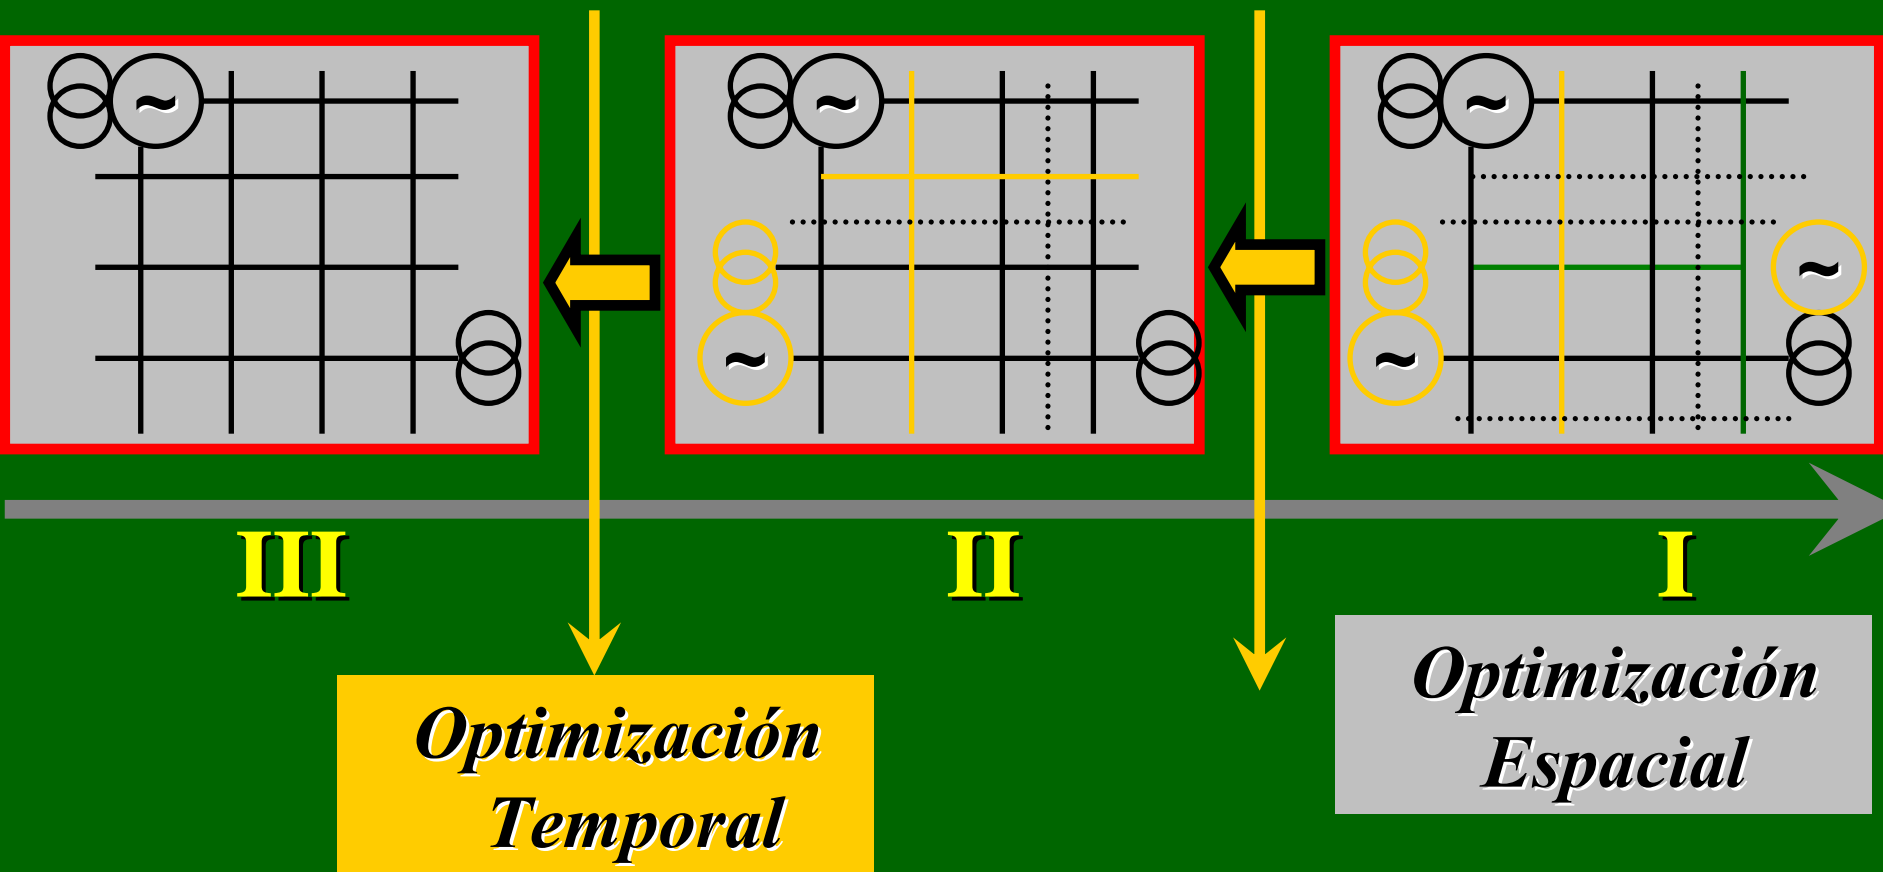 ~
~
~
~
~
~
III
II
I
Optimización
Espacial
Optimización
Temporal